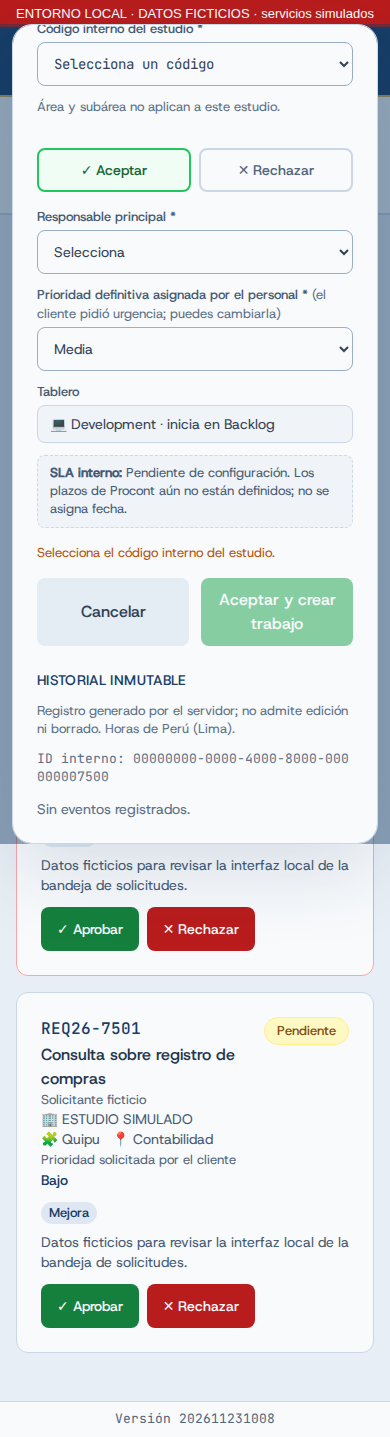 ENTORNO LOCAL · DATOS FICTICIOS · servicios simulados
Código interno del estudio *
Selecciona un código
Área y subárea no aplican a este estudio.
✓ Aceptar
✕ Rechazar
Responsable principal *
Selecciona
Prioridad definitiva asignada por el personal * (el
cliente pidió urgencia; puedes cambiarla)
Media
Tablero
💻 Development · inicia en Backlog
SLA interno: Pendiente de configuración. Los
plazos de Procont aún no están definidos; no se
asigna fecha.
Selecciona el código interno del estudio.
Cancelar
Aceptar y crear
trabajo
HISTORIAL INMUTABLE
Registro generado por el servidor; no admite edición
ni borrado. Horas de Perú (Lima).
ID interno: 00000000-0000-4000-8000-000
000007500
Sin eventos registrados.
Datos ficticios para revisar la interfaz local de la
bandeja de solicitudes.
✓ Aprobar
✕ Rechazar
REQ26-7501
Pendiente
Consulta sobre registro de
compras
Solicitante ficticio
🏢 ESTUDIO SIMULADO
🧩 Quipu 📍 Contabilidad
Prioridad solicitada por el cliente
Bajo
Mejora
Datos ficticios para revisar la interfaz local de la
bandeja de solicitudes.
✓ Aprobar
✕ Rechazar
Versión 202611231008